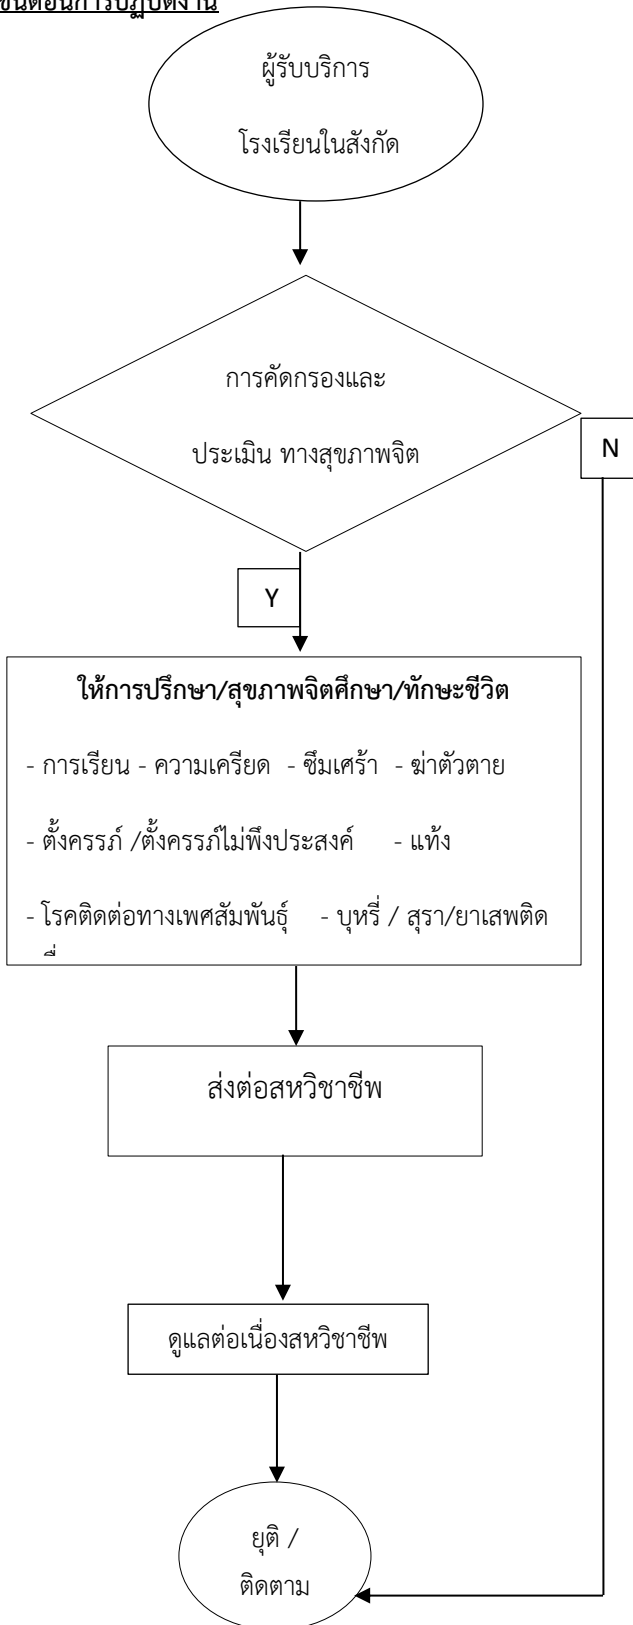 ขั้นตอนการปฏิบัติงาน
ผู้รับบริการ
โรงเรียนในสังกัด
การคัดกรองและ
ประเมิน ทางสุขภาพจิต
N
Y
ให้การปรึกษา/สุขภาพจิตศึกษา/ทักษะชีวิต
- การเรียน - ความเครียด - ซึมเศร้า - ฆ่าตัวตาย
- ตั้งครรภ์ /ตั้งครรภ์ไม่พึงประสงค์ - แท้ง
- โรคติดต่อทางเพศสัมพันธุ์ - บุหรี่ / สุรา/ยาเสพติด
ส่งต่อสหวิชาชีพ
ดูแลต่อเนื่องสหวิชาชีพ
ยุติ /
ติดตาม